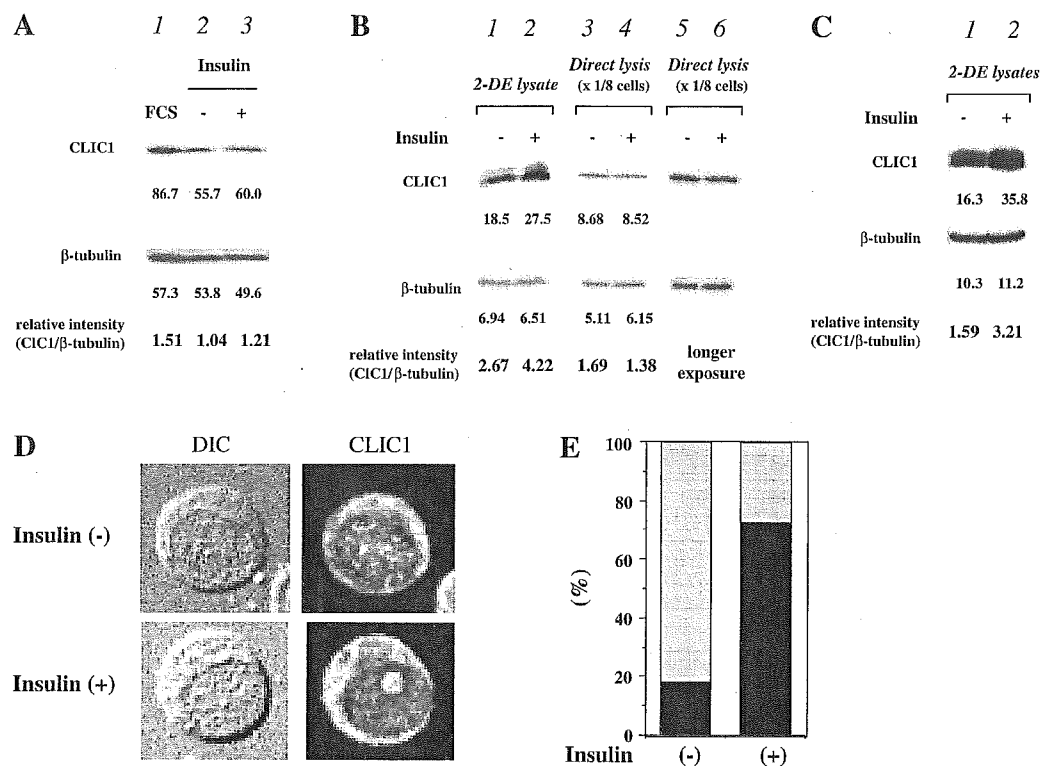 A
1 2 3
Insulin
FCS - +
CLIC1
86.7 55.7 60.0
β-tubulin
57.3 53.8 49.6
relative intensity
(ClC1/β-tubulin)
1.51 1.04 1.21
B
1 2 3 4 5 6
2-DE lysate
Direct lysis
(x 1/8 cells)
Direct lysis
(x 1/8 cells)
Insulin - + - + - +
CLIC1
18.5 27.5 8.68 8.52
β-tubulin
6.94 6.51 5.11 6.15
relative intensity
(ClC1/β-tubulin)
2.67 4.22 1.69 1.38
longer
exposure
C
1 2
2-DE lysates
Insulin - +
CLIC1
16.3 35.8
β-tubulin
10.3 11.2
relative intensity
(ClC1/β-tubulin)
1.59 3.21
D
DIC CLIC1
Insulin (-)
Insulin (+)
E
100
80
60
40
20
0
(%)
Insulin (-) (+)